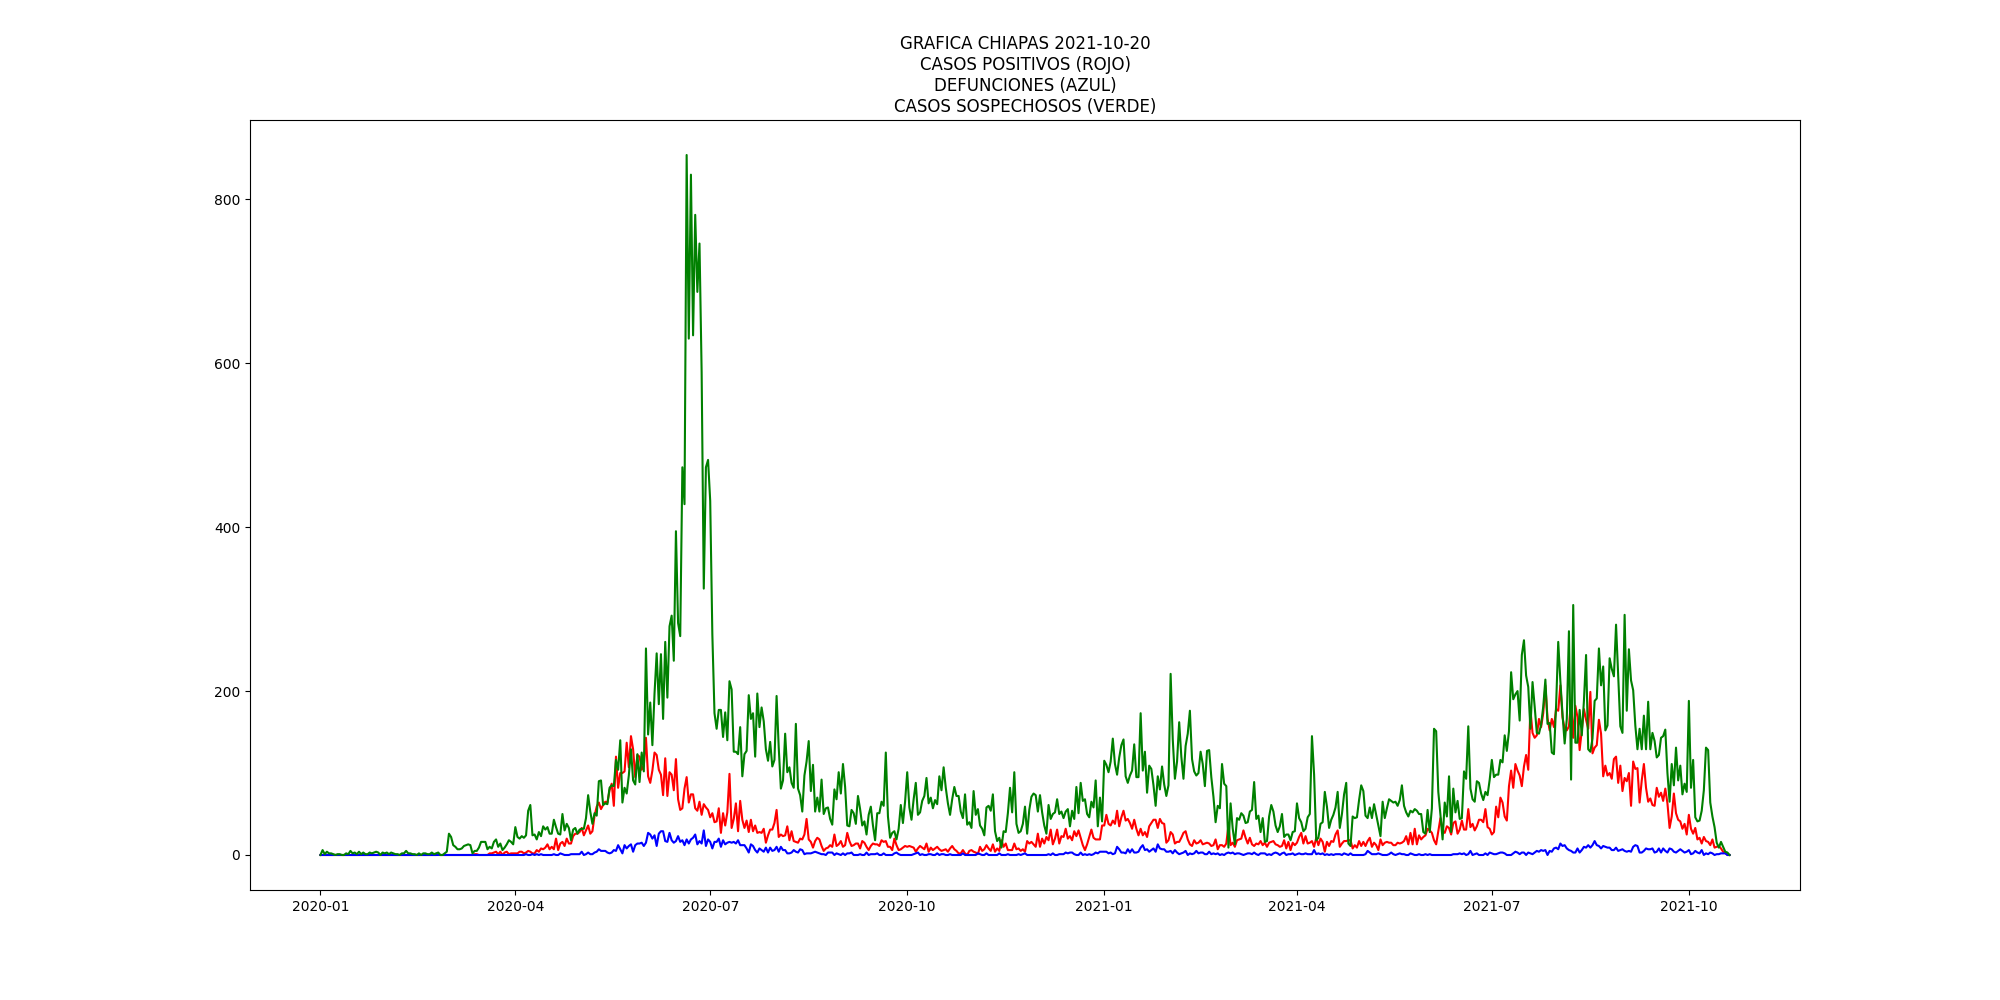 GRAFICA CHIAPAS 2021-10-20
CASOS POSITIVOS (ROJO)
DEFUNCIONES (AZUL)
CASOS SOSPECHOSOS (VERDE)
800
600
400
200
0
2020-01 2020-04 2020-07 2020-10 2021-01 2021-04 2021-07 2021-10